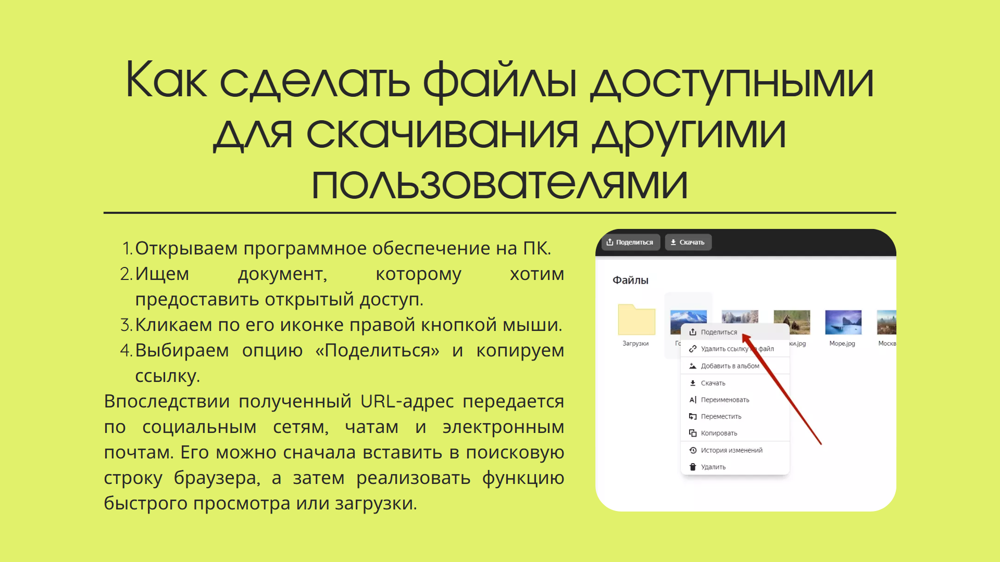 Как сделать файлы доступными
для скачивания другими
пользователями
1. Открываем программное обеспечение на ПК.
2. Ищем документ, которому хотим
предоставить открытый доступ.
3. Кликаем по его иконке правой кнопкой мыши.
4. Выбираем опцию «Поделиться» и копируем
ссылку.
Впоследствии полученный URL-адрес передается
по социальным сетям, чатам и электронным
почтам. Его можно сначала вставить в поисковую
строку браузера, а затем реализовать функцию
быстрого просмотра или загрузки.
Поделиться Скачать
Файлы
Загрузки Го ки.jpg Море.jpg Москв
Поделиться
Удалить ссылку на файл
Добавить в альбом
Скачать
Переименовать
Переместить
Копировать
История изменений
Удалить